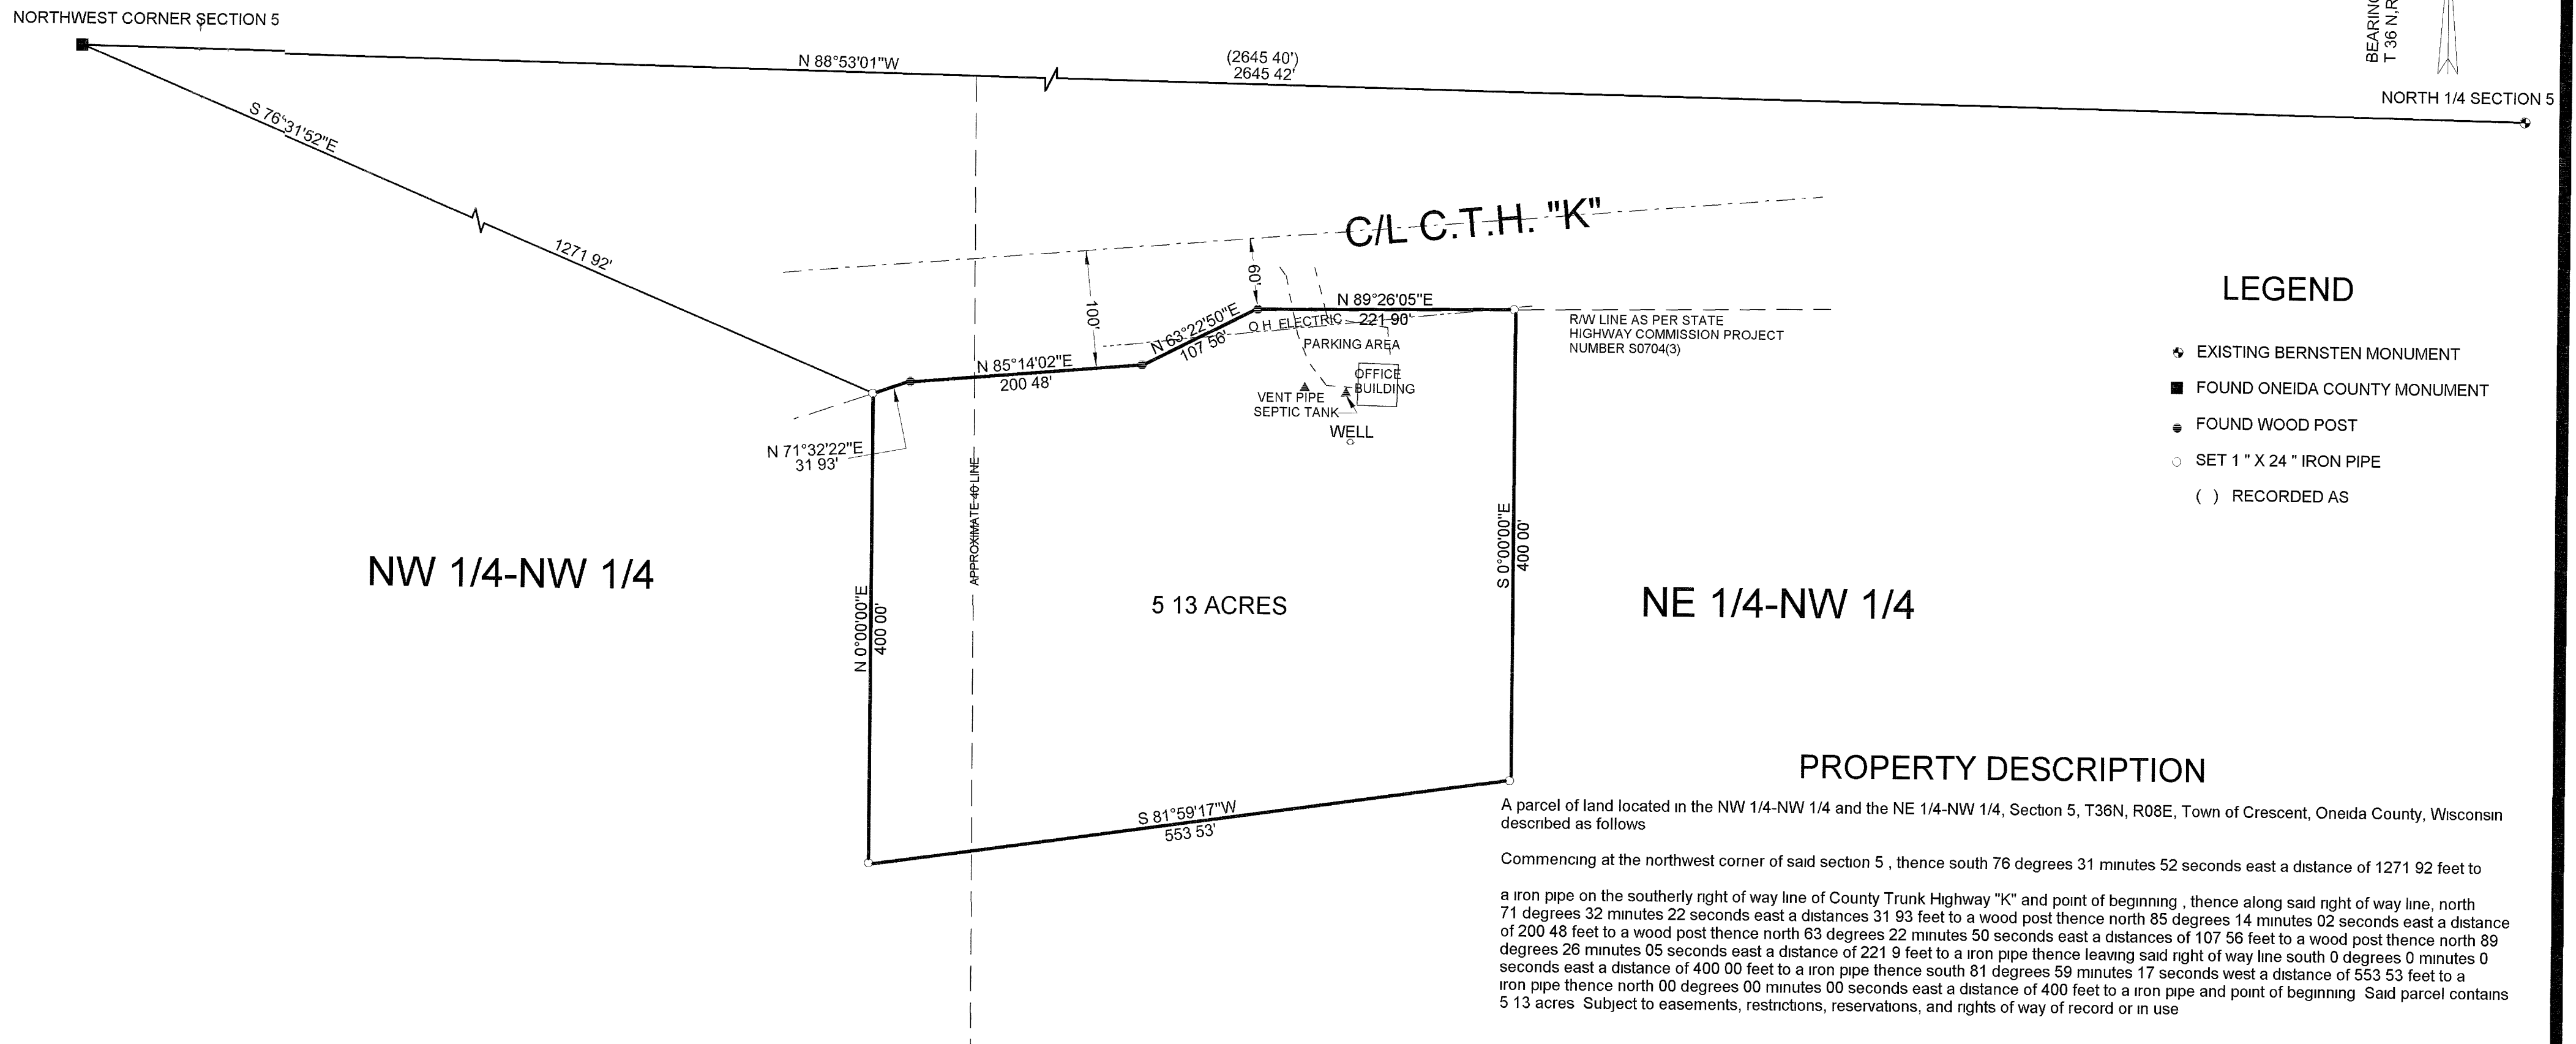 NORTHWEST CORNER SECTION 5
N 88°53'01"W
(2645 40')
2645 42'
BEARING
T 36 N,R
NORTH 1/4 SECTION 5
S 76°31'52"E
1271 92'
C/L C.T.H. "K"
100'
60'
N 89°26'05"E
221 90'
N 63°22'50"E
107 56'
O H ELECTRIC
PARKING AREA
R/W LINE AS PER STATE
HIGHWAY COMMISSION PROJECT
NUMBER S0704(3)
N 85°14'02"E
200 48'
OFFICE
BUILDING
VENT PIPE
SEPTIC TANK
WELL
N 71°32'22"E
31 93'
APPROXIMATE 40 LINE
LEGEND
EXISTING BERNSTEN MONUMENT
FOUND ONEIDA COUNTY MONUMENT
FOUND WOOD POST
SET 1 " X 24 " IRON PIPE
( ) RECORDED AS
NW 1/4-NW 1/4
N 0°00'00"E
400 00'
5 13 ACRES
S 0°00'00"E
400 00'
NE 1/4-NW 1/4
S 81°59'17"W
553 53'
PROPERTY DESCRIPTION
A parcel of land located in the NW 1/4-NW 1/4 and the NE 1/4-NW 1/4, Section 5, T36N, R08E, Town of Crescent, Oneida County, Wisconsin
described as follows
Commencing at the northwest corner of said section 5 , thence south 76 degrees 31 minutes 52 seconds east a distance of 1271 92 feet to
a iron pipe on the southerly right of way line of County Trunk Highway "K" and point of beginning , thence along said right of way line, north
71 degrees 32 minutes 22 seconds east a distances 31 93 feet to a wood post thence north 85 degrees 14 minutes 02 seconds east a distance
of 200 48 feet to a wood post thence north 63 degrees 22 minutes 50 seconds east a distances of 107 56 feet to a wood post thence north 89
degrees 26 minutes 05 seconds east a distance of 221 9 feet to a iron pipe thence leaving said right of way line south 0 degrees 0 minutes 0
seconds east a distance of 400 00 feet to a iron pipe thence south 81 degrees 59 minutes 17 seconds west a distance of 553 53 feet to a
iron pipe thence north 00 degrees 00 minutes 00 seconds east a distance of 400 feet to a iron pipe and point of beginning Said parcel contains
5 13 acres Subject to easements, restrictions, reservations, and rights of way of record or in use